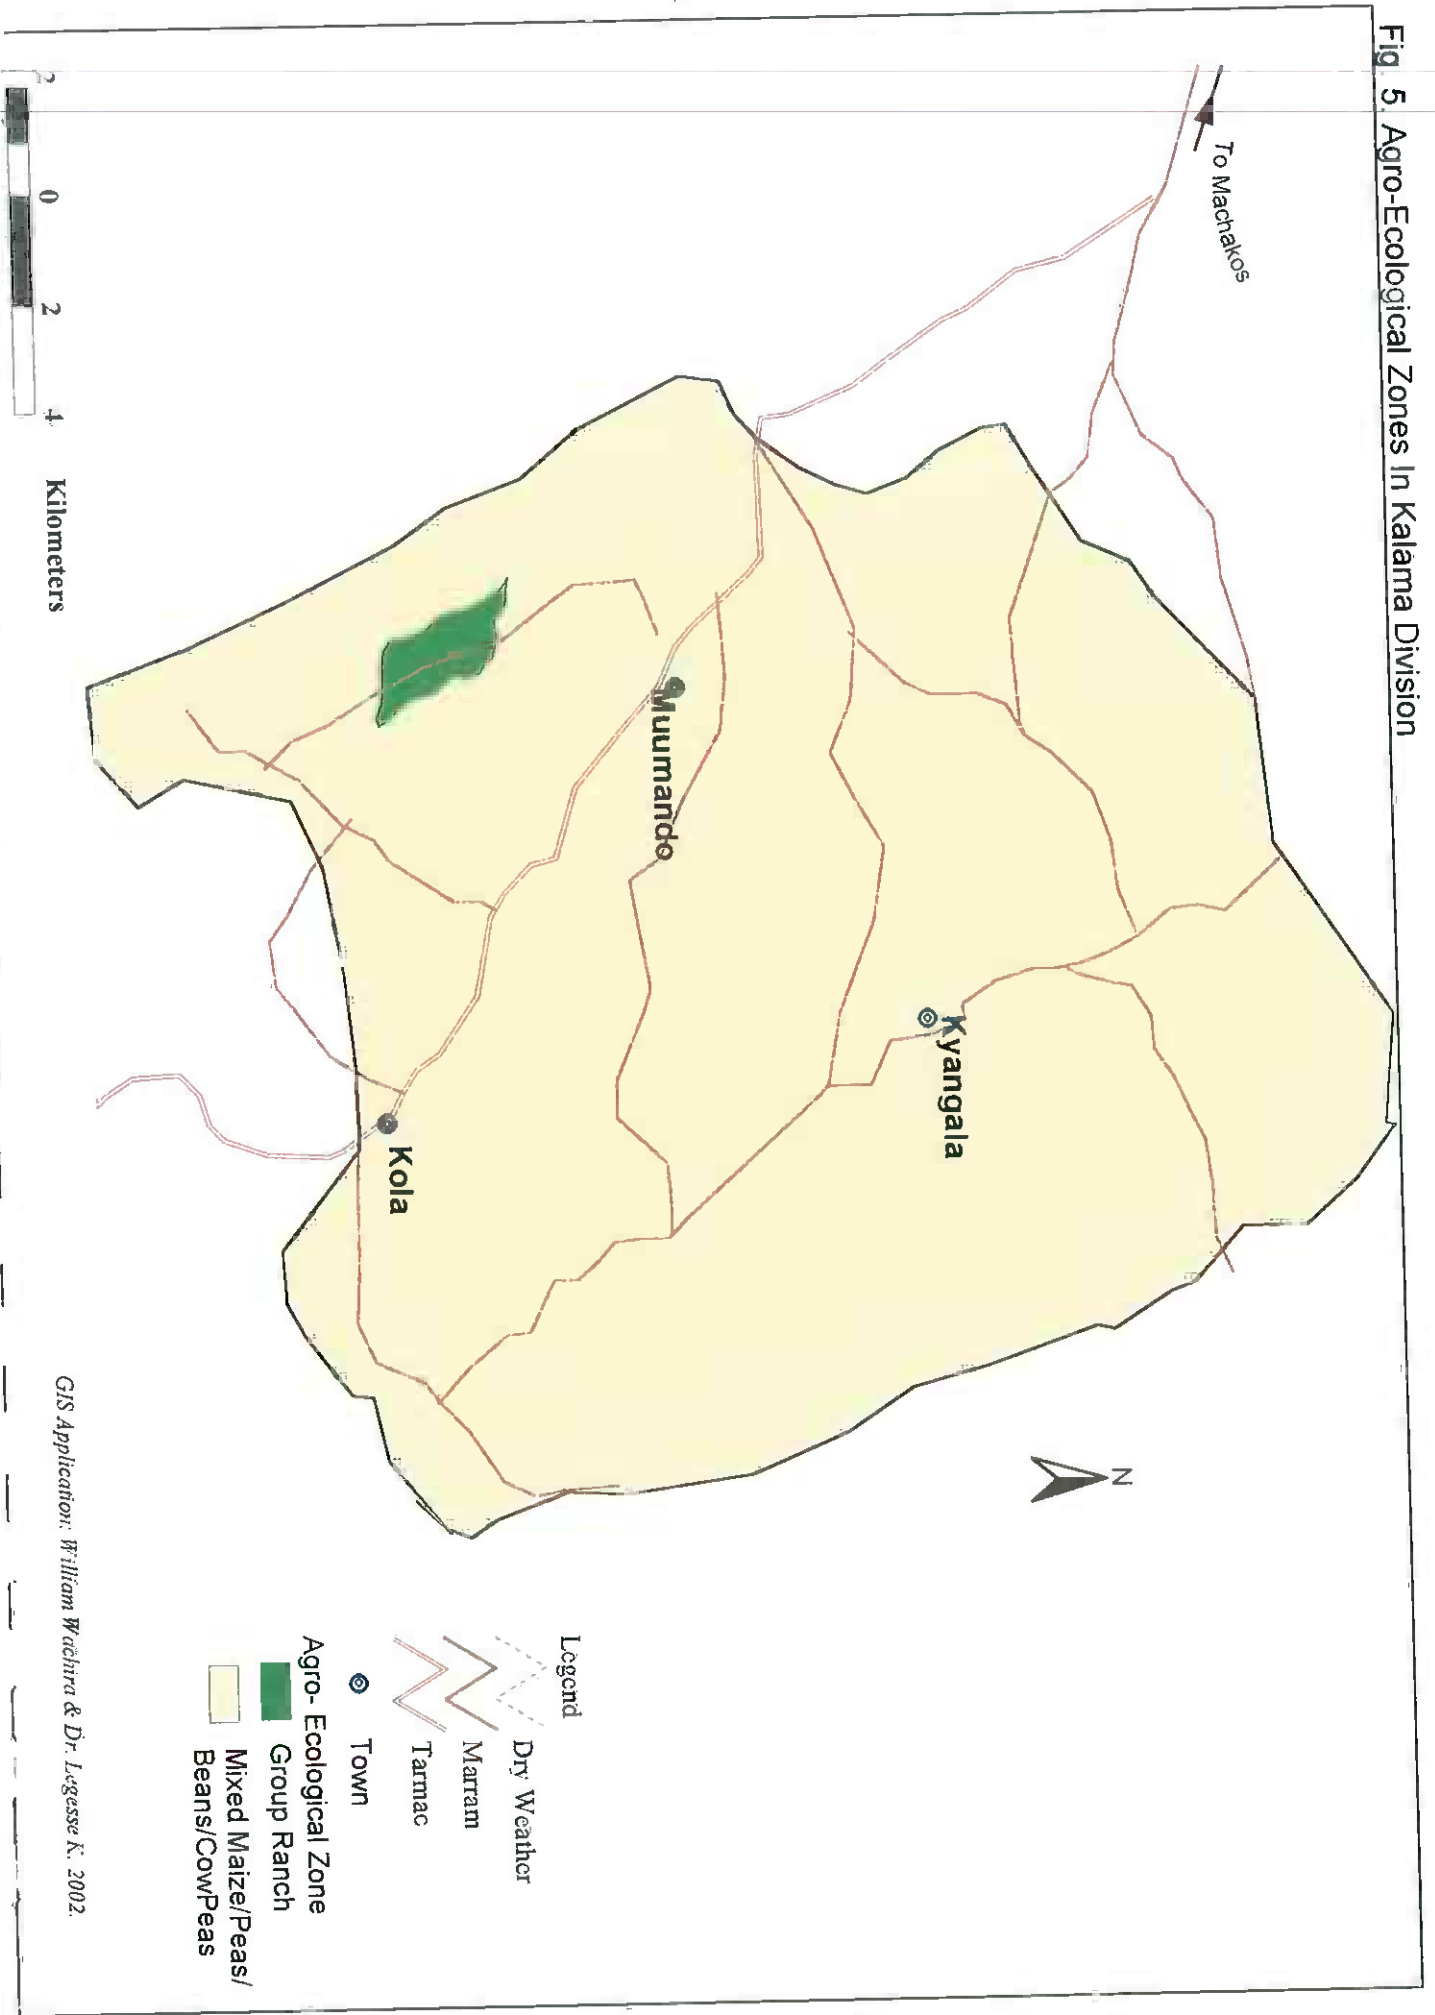 Fig. 5. Agro-Ecological Zones In Kalama Division
To Machakos
Kyangala
Muumando
Kola
N
Legend
Dry Weather
Marram
Tarmac
Town
Agro- Ecological Zone
Group Ranch
Mixed Maize/Peas/
Beans/CowPeas
2 0 2 4 Kilometers
GIS Application: William Wachira & Dr. Legesse K. 2002.